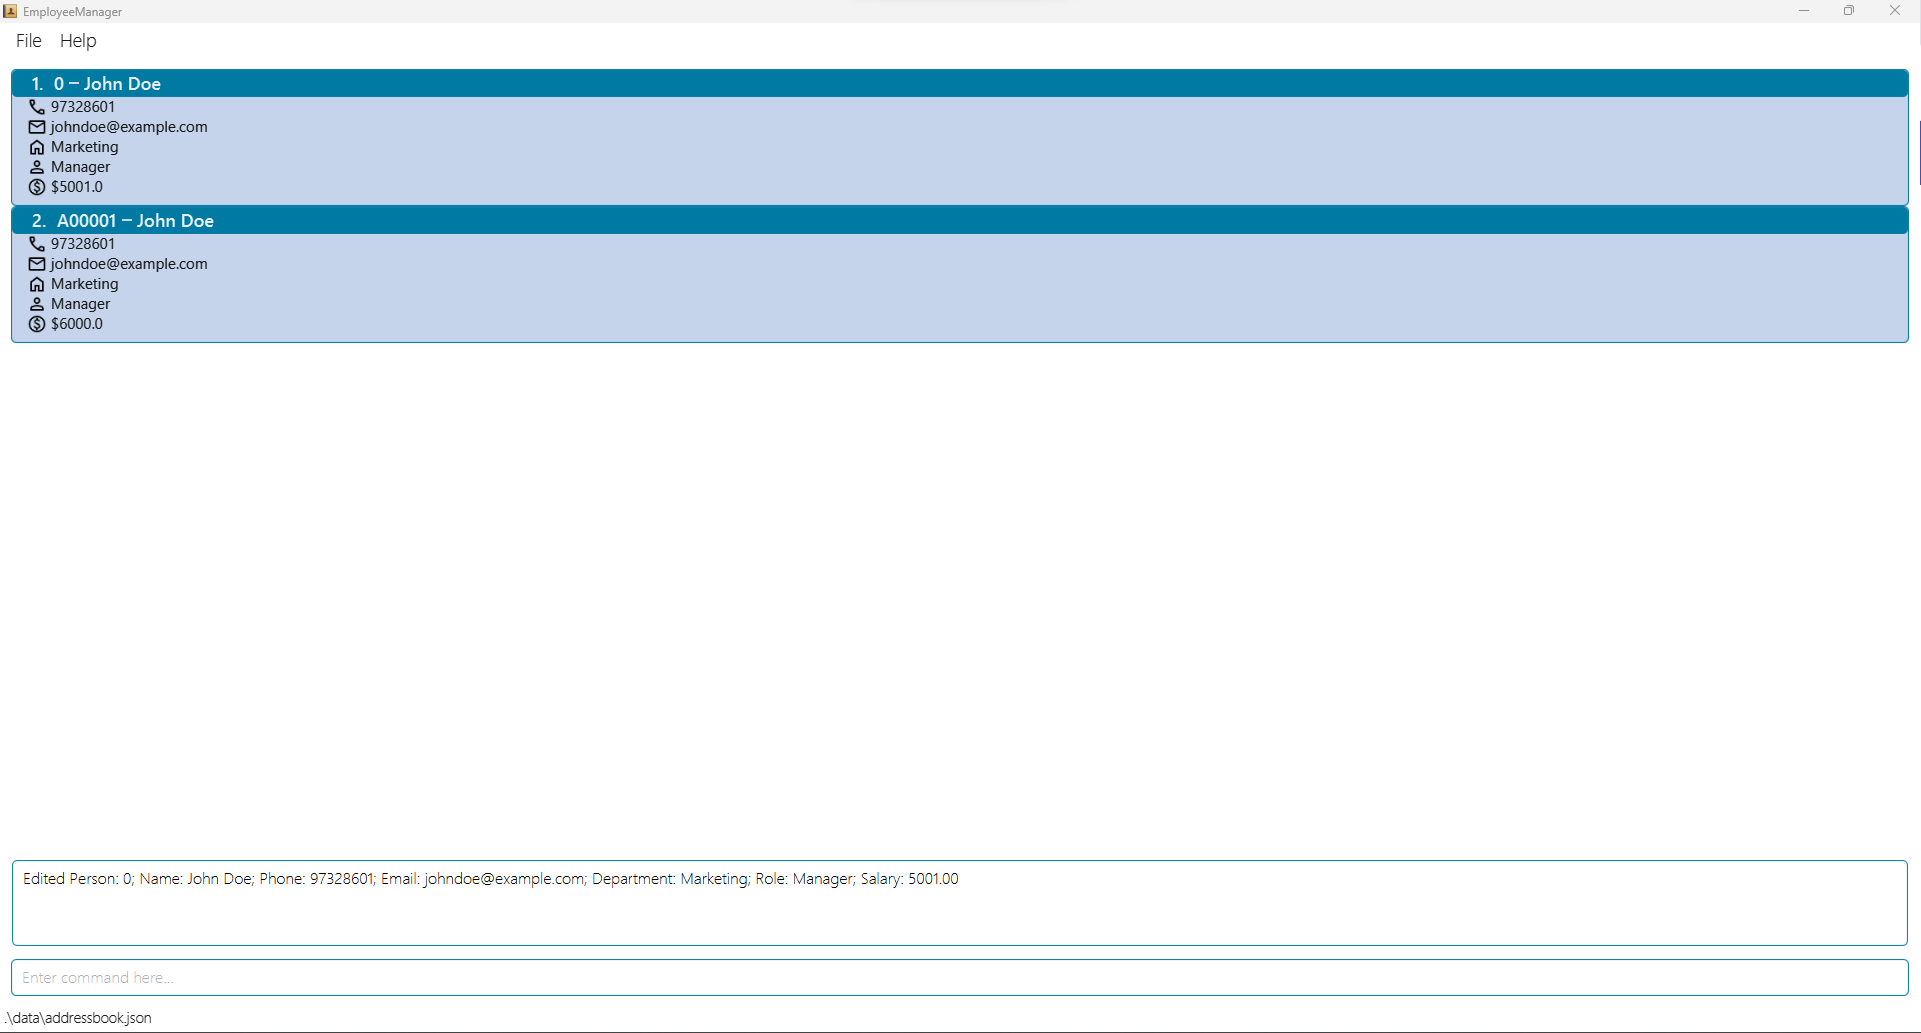 EmployeeManager
File Help
1. 0 – John Doe
97328601
johndoe@example.com
Marketing
Manager
$5001.0
2. A00001 – John Doe
97328601
johndoe@example.com
Marketing
Manager
$6000.0
Edited Person: 0; Name: John Doe; Phone: 97328601; Email: johndoe@example.com; Department: Marketing; Role: Manager; Salary: 5001.00
Enter command here...
.\data\addressbook.json